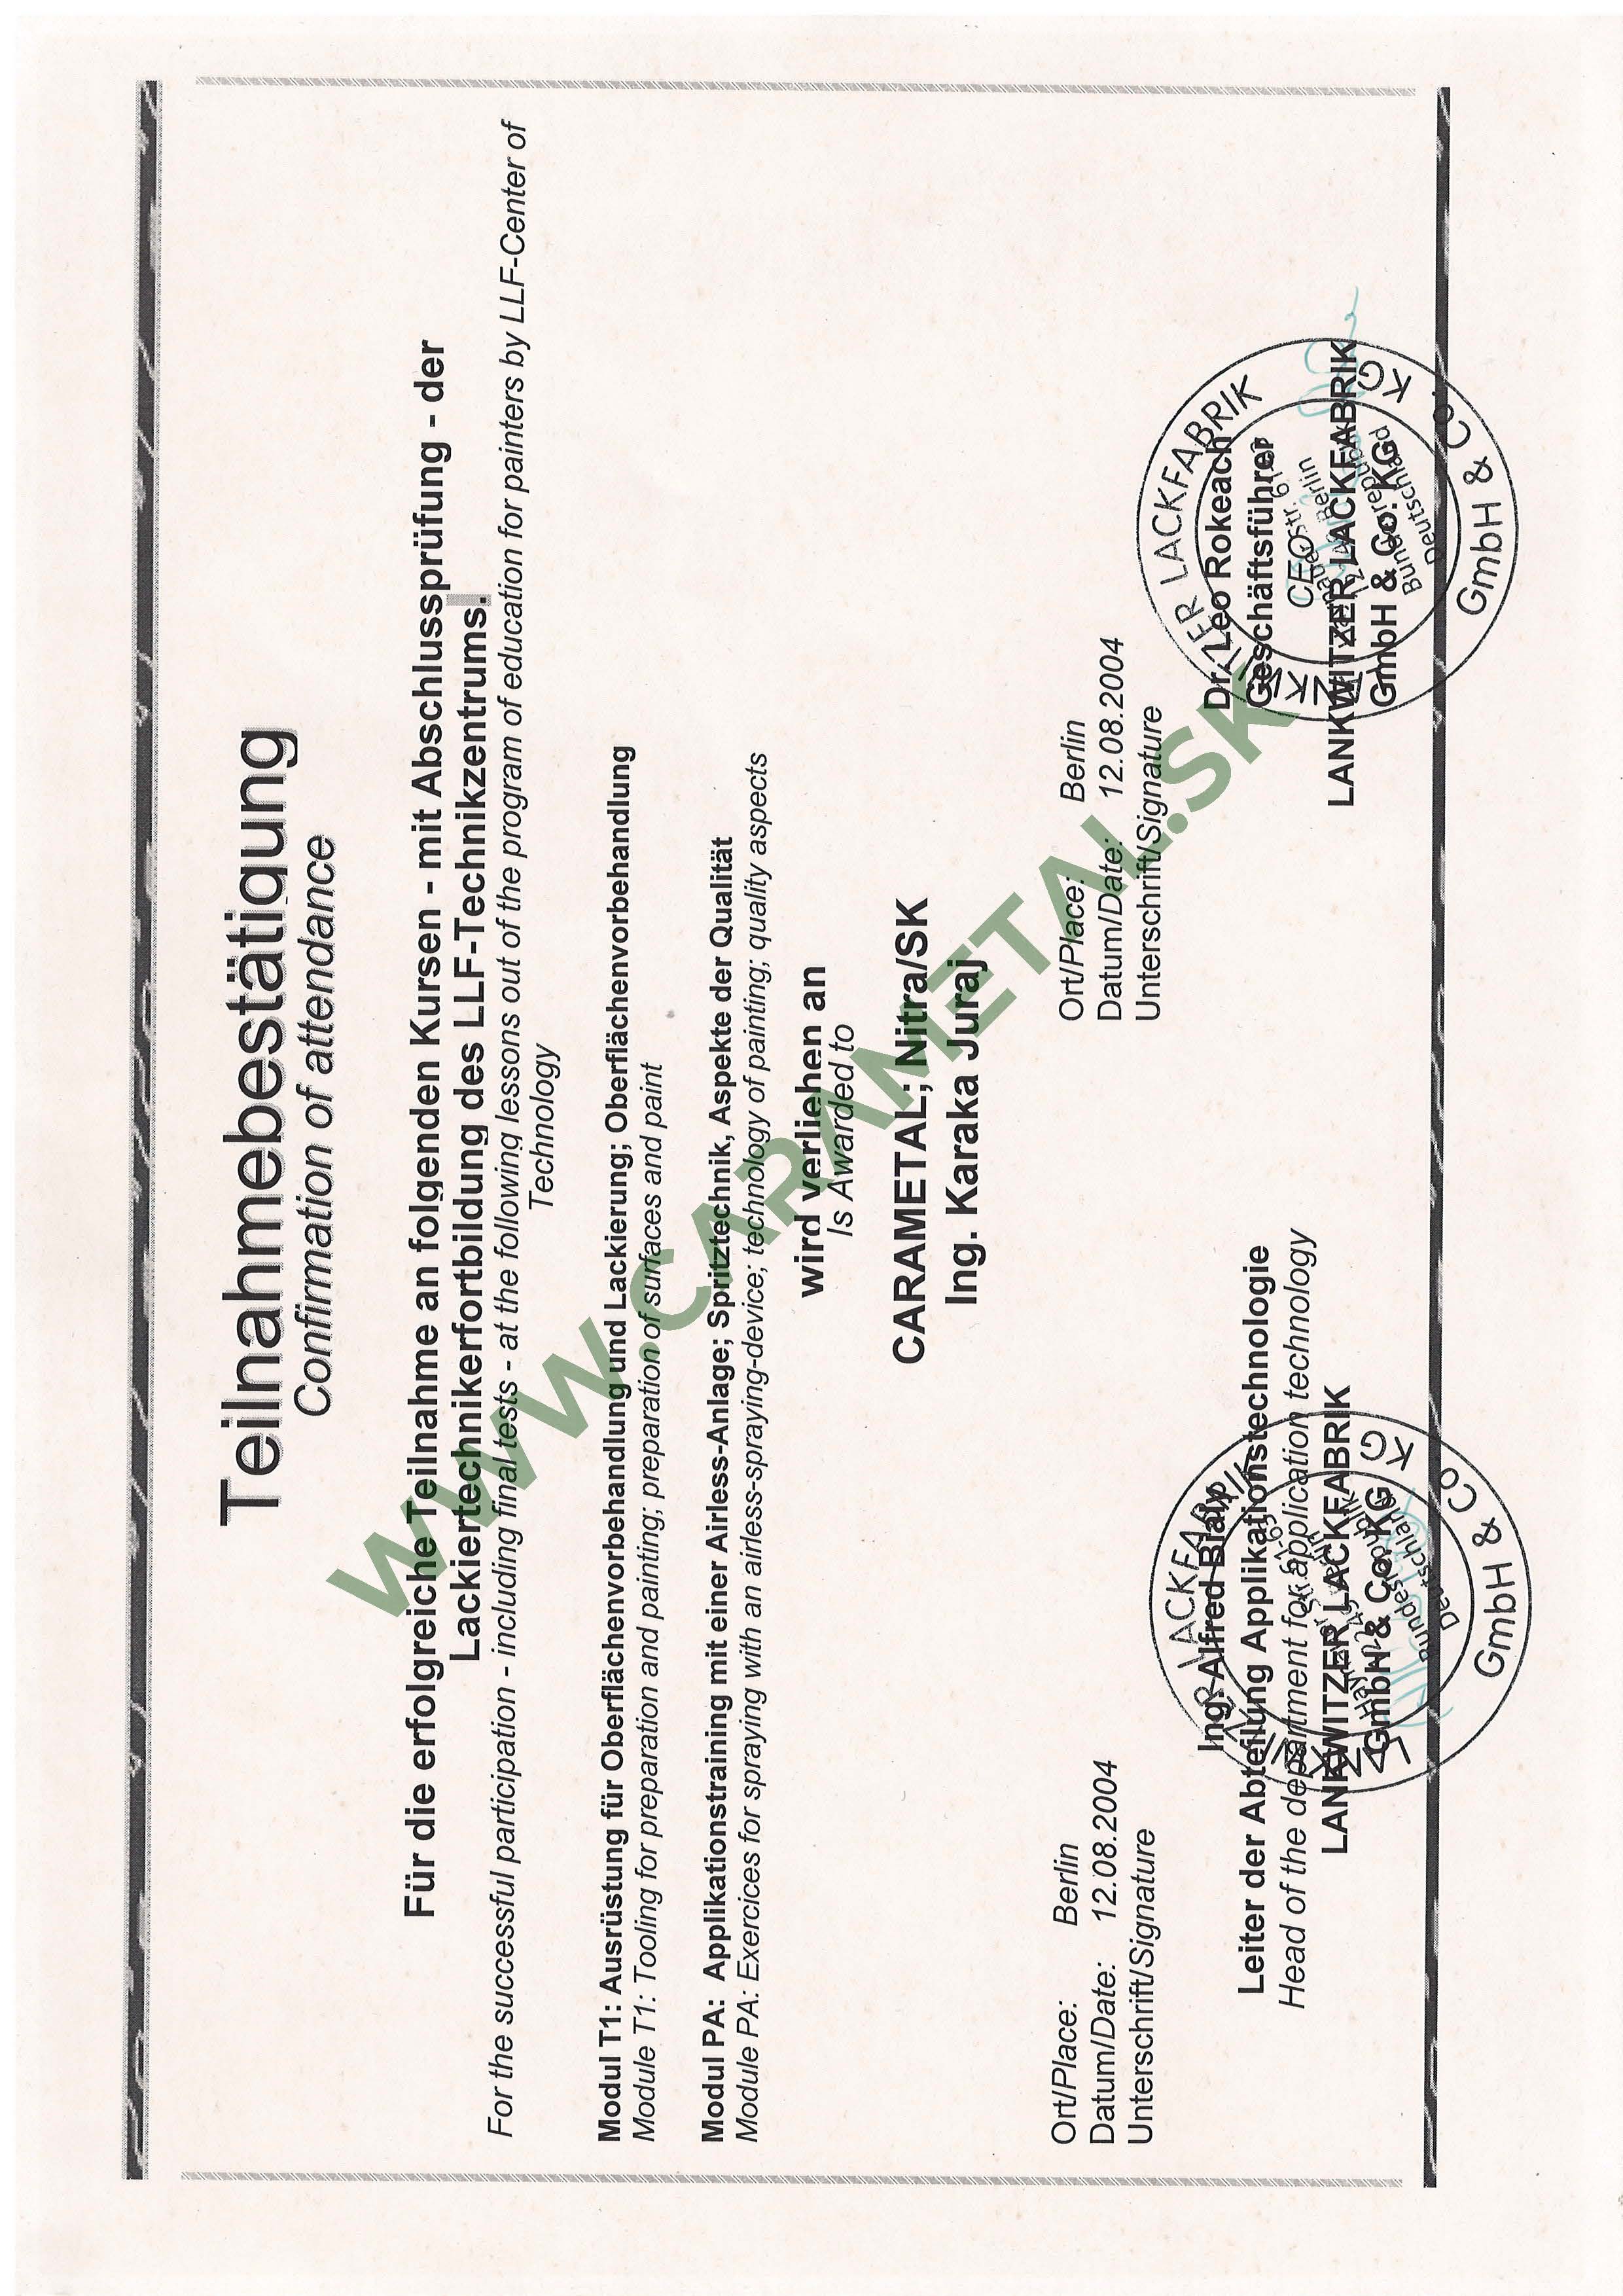 Teilnahmebestätigung
Confirmation of attendance
Für die erfolgreiche Teilnahme an folgenden Kursen - mit Abschlussprüfung - der
Lackiertechnikerfortbildung des LLF-Technikzentrums.
For the successful participation - including final tests - at the following lessons out of the program of education for painters by LLF-Center of
Technology
Modul T1: Ausrüstung für Oberflächenvorbehandlung und Lackierung; Oberflächenvorbehandlung
Module T1: Tooling for preparation and painting; preparation of surfaces and paint
Modul PA: Applikationstraining mit einer Airless-Anlage; Spritztechnik, Aspekte der Qualität
Module PA: Exercices for spraying with an airless-spraying-device; technology of painting; quality aspects
wird verliehen an
Is Awarded to
CARAMETAL; Nitra/SK
Ing. Karaka Juraj
Ort/Place: Berlin
Datum/Date: 12.08.2004
Unterschrift/Signature
Ing. Alfred Bialy
Leiter der Abteilung Applikationstechnologie
Head of the department for application technology
LANKWITZER LACKFABRIK
GmbH & Co. KG
LANKWITZER LACKFABRIK
GmbH & Co. KG
Haynauer Str. 61-63
12249 Berlin
Bundesrepublik
Deutschland
Ort/Place: Berlin
Datum/Date: 12.08.2004
Unterschrift/Signature
Dr. Leo Rokeach
Geschäftsführer
CEO
LANKWITZER LACKFABRIK
GmbH & Co. KG
LANKWITZER LACKFABRIK
GmbH & Co. KG
Haynauer Str. 61-63
12249 Berlin
Bundesrepublik
Deutschland
WWW.CARAMETAL.SK